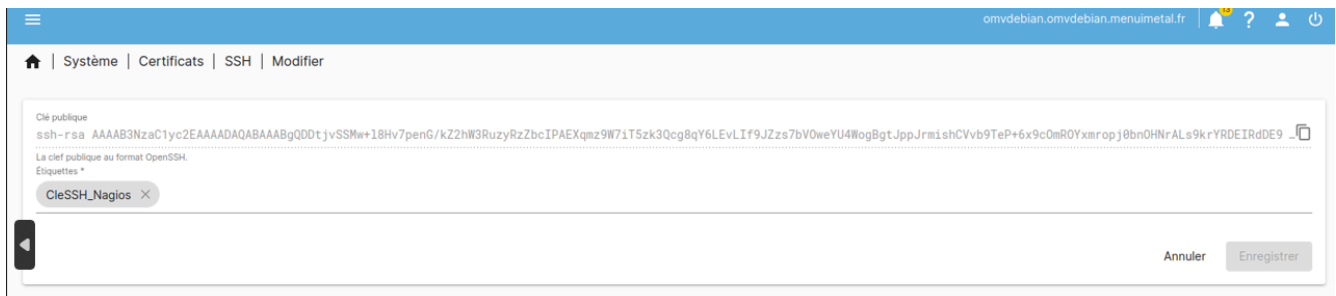 omvdebian.omvdebian.menuimetal.fr
13
Système | Certificats | SSH | Modifier
Clé publique
ssh-rsa AAAAB3NzaC1yc2EAAAADAQABAAABgQDDtjvSSMw+l8Hv7penG/kZ2hW3RuzyRzZbcIPAEXqmz9W7iT5zk3Qcg8qY6LEvLIf9JZzs7bVOweYU4WogBgtJppJrmishCVvb9TeP+6x9cOmROYxmropj0bnOHNrALs9krYRDEIRdDE9 …
La clef publique au format OpenSSH.
Étiquettes *
CleSSH_Nagios
Annuler
Enregistrer